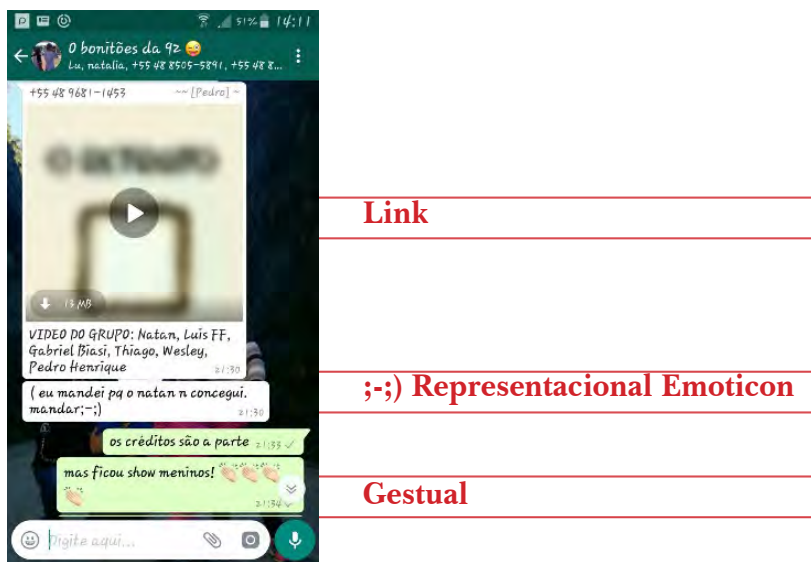 51% 14:11
O bonitões da 92 😜
Lu, natalia, +55 48 8505-5891, +55 48 8...
+55 48 9681-1453 ~~ [Pedro] ~
O RETRATO
13 MB
VIDEO DO GRUPO: Natan, Luis FF,
Gabriel Biasi, Thiago, Wesley,
Pedro Henrique 21:30
( eu mandei pq o natan n concegui.
mandar;-;) 21:30
os créditos são a parte 21:33
mas ficou show meninos! 👏👏👏
👏 21:34
Digite aqui...
Link
;-;) Representacional Emoticon
Gestual